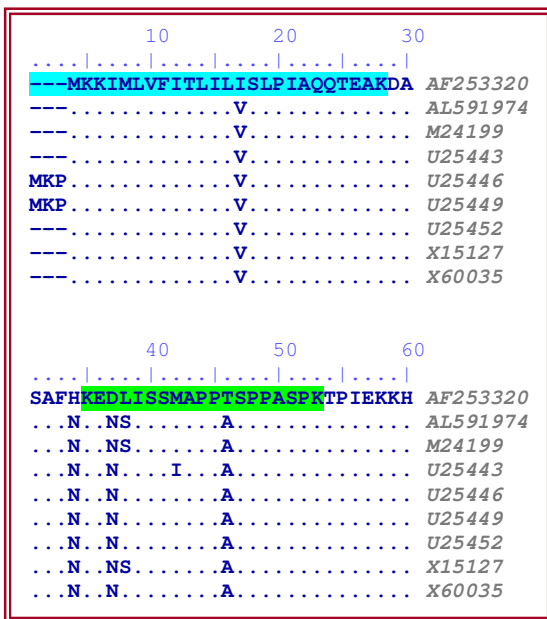 10 20 30
....|....|....|....|....|....|
---MKKIMLVFITLILISLPIAQQTEAKDA AF253320
---.............V............. AL591974
---.............V............. M24199
---.............V............. U25443
MKP.............V............. U25446
MKP.............V............. U25449
---.............V............. U25452
---.............V............. X15127
---.............V............. X60035
40 50 60
....|....|....|....|....|....|
SAFHKEDLISSMAPPTSPPASPKTPIEKKH AF253320
...N..NS.......A.............. AL591974
...N..NS.......A.............. M24199
...N..N....I...A.............. U25443
...N..N........A.............. U25446
...N..N........A.............. U25449
...N..N........A.............. U25452
...N..NS.......A.............. X15127
...N..N........A.............. X60035